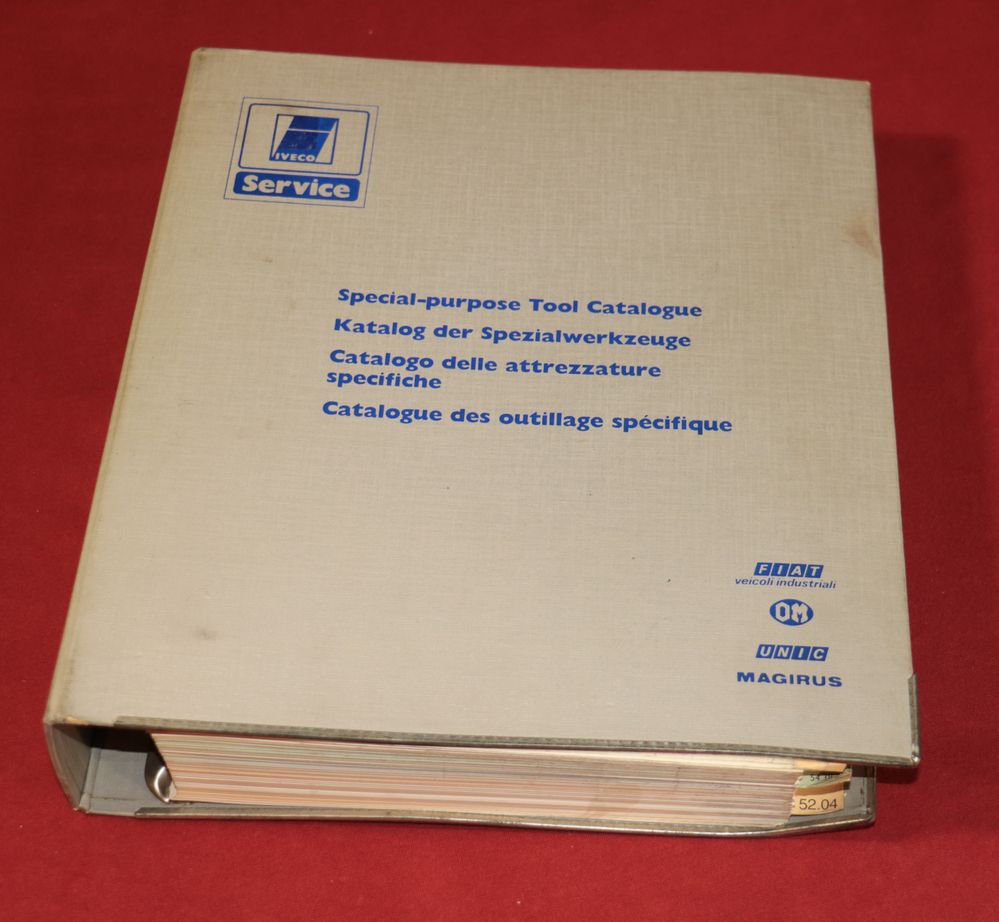 IVECO
Service
Special-purpose Tool Catalogue
Katalog der Spezialwerkzeuge
Catalogo delle attrezzature
specifiche
Catalogue des outillage spécifique
FIAT
veicoli industriali
OM
UNIC
MAGIRUS
54
52.04